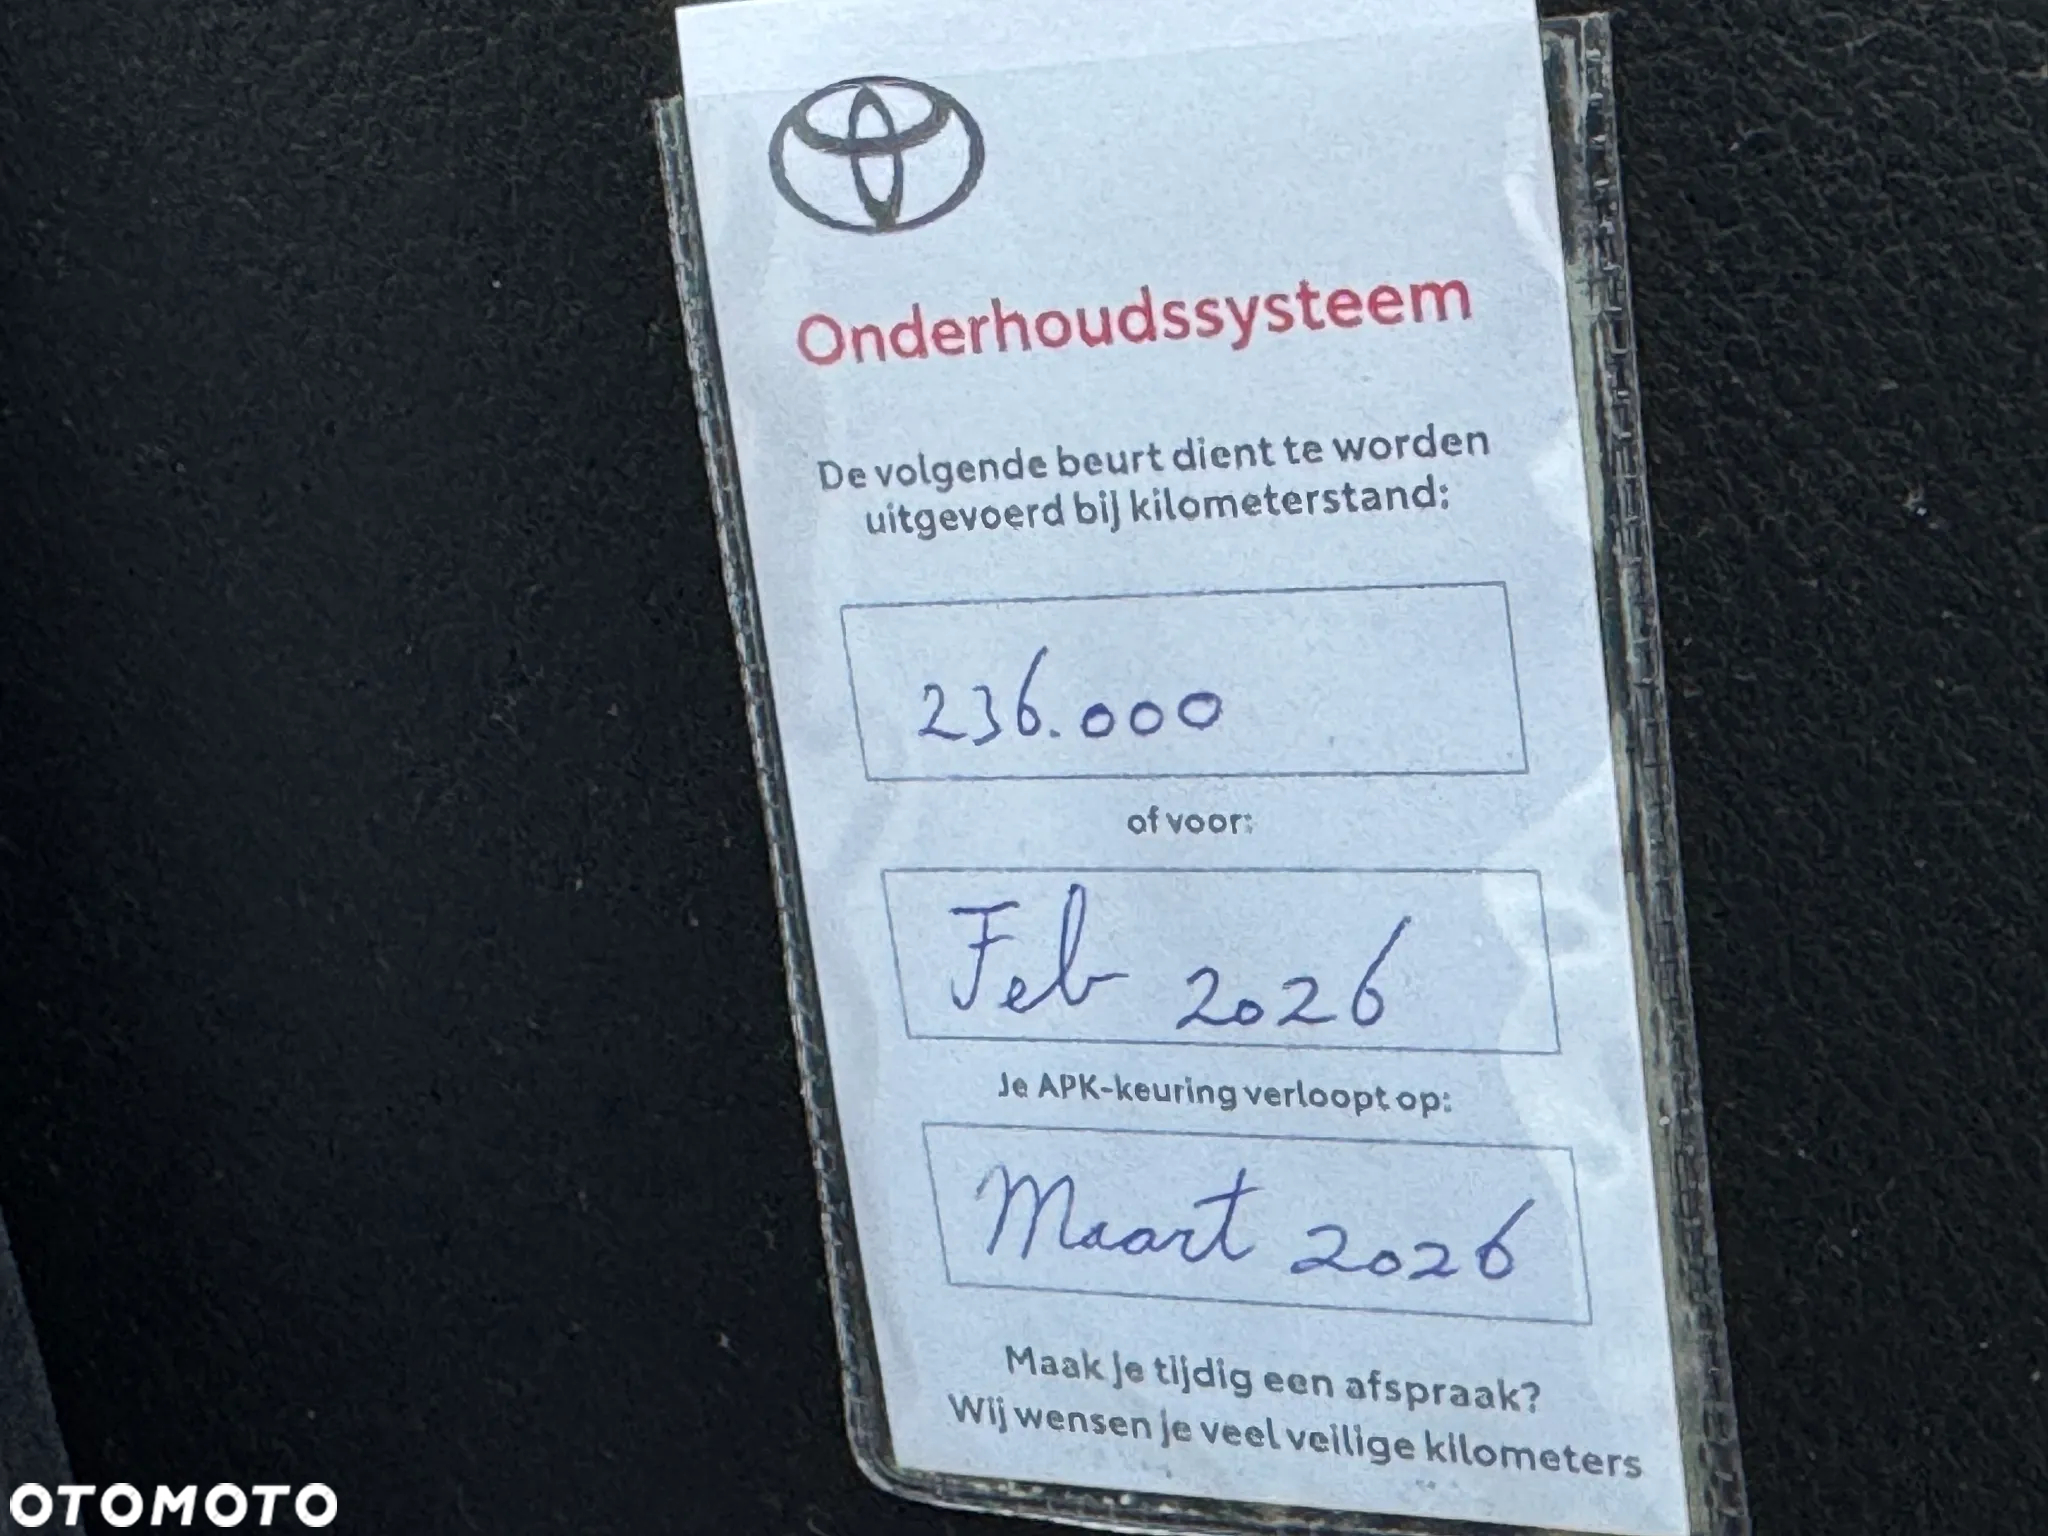 Onderhoudssysteem
De volgende beurt dient te worden
uitgevoerd bij kilometerstand:
236.000
of voor:
Feb 2026
Je APK-keuring verloopt op:
Maart 2026
Maak je tijdig een afspraak?
Wij wensen je veel veilige kilometers
OTOMOTO